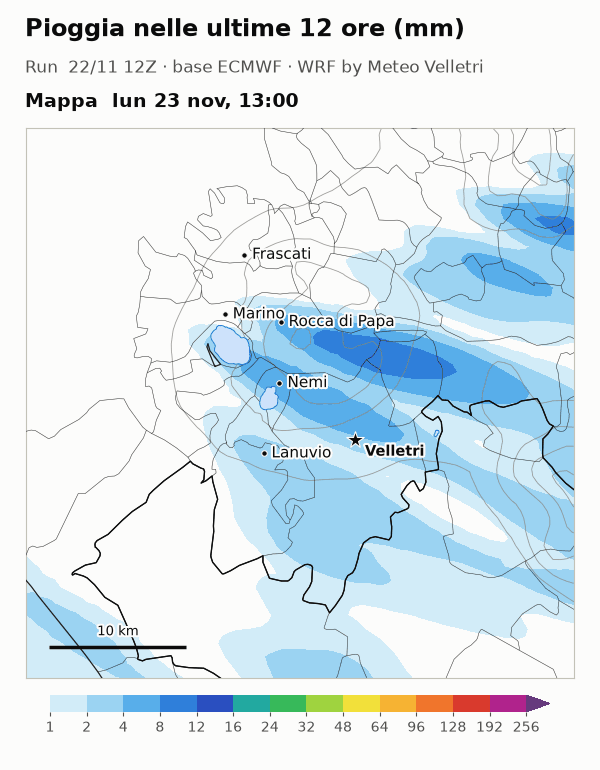 Pioggia nelle ultime 12 ore (mm)
Run 22/11 12Z · base ECMWF · WRF by Meteo Velletri
Mappa lun 23 nov, 13:00
Frascati
Marino
Rocca di Papa
Nemi
Velletri
Lanuvio
10 km
1 2 4 8 12 16 24 32 48 64 96 128 192 256